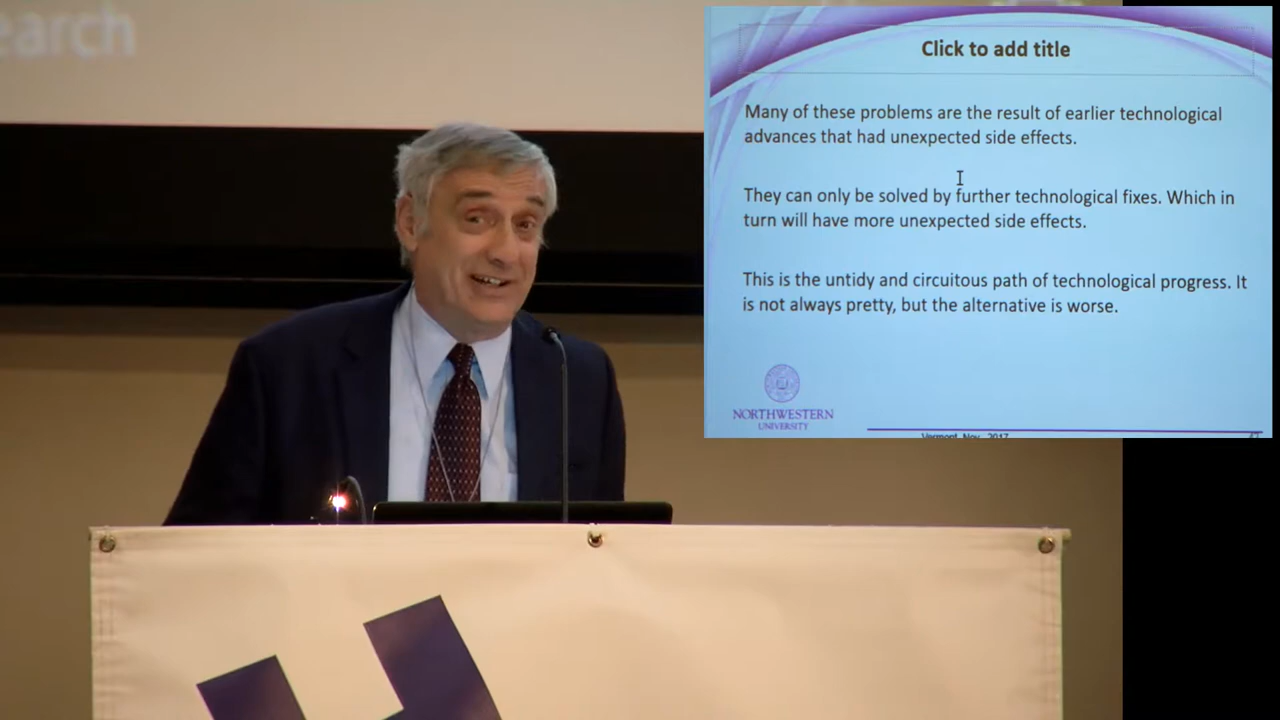 earch
Click to add title
Many of these problems are the result of earlier technological
advances that had unexpected side effects.
They can only be solved by further technological fixes. Which in
turn will have more unexpected side effects.
This is the untidy and circuitous path of technological progress. It
is not always pretty, but the alternative is worse.
NORTHWESTERN
UNIVERSITY
Vermont, Nov., 2017